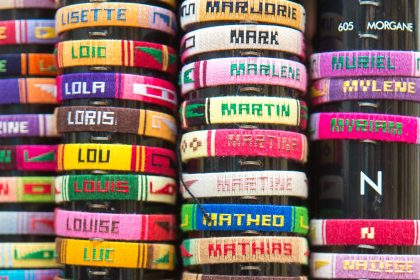 LISETTE
LOIC
LOLA
LORIS
LOU
LOUIS
LOUISE
LUC
MARJORIE
MARK
MARLENE
MARTIN
MARTINE
MATHEO
MATHIAS
605 MORGANE
MURIEL
MYLENE
MYRIAM
N
N